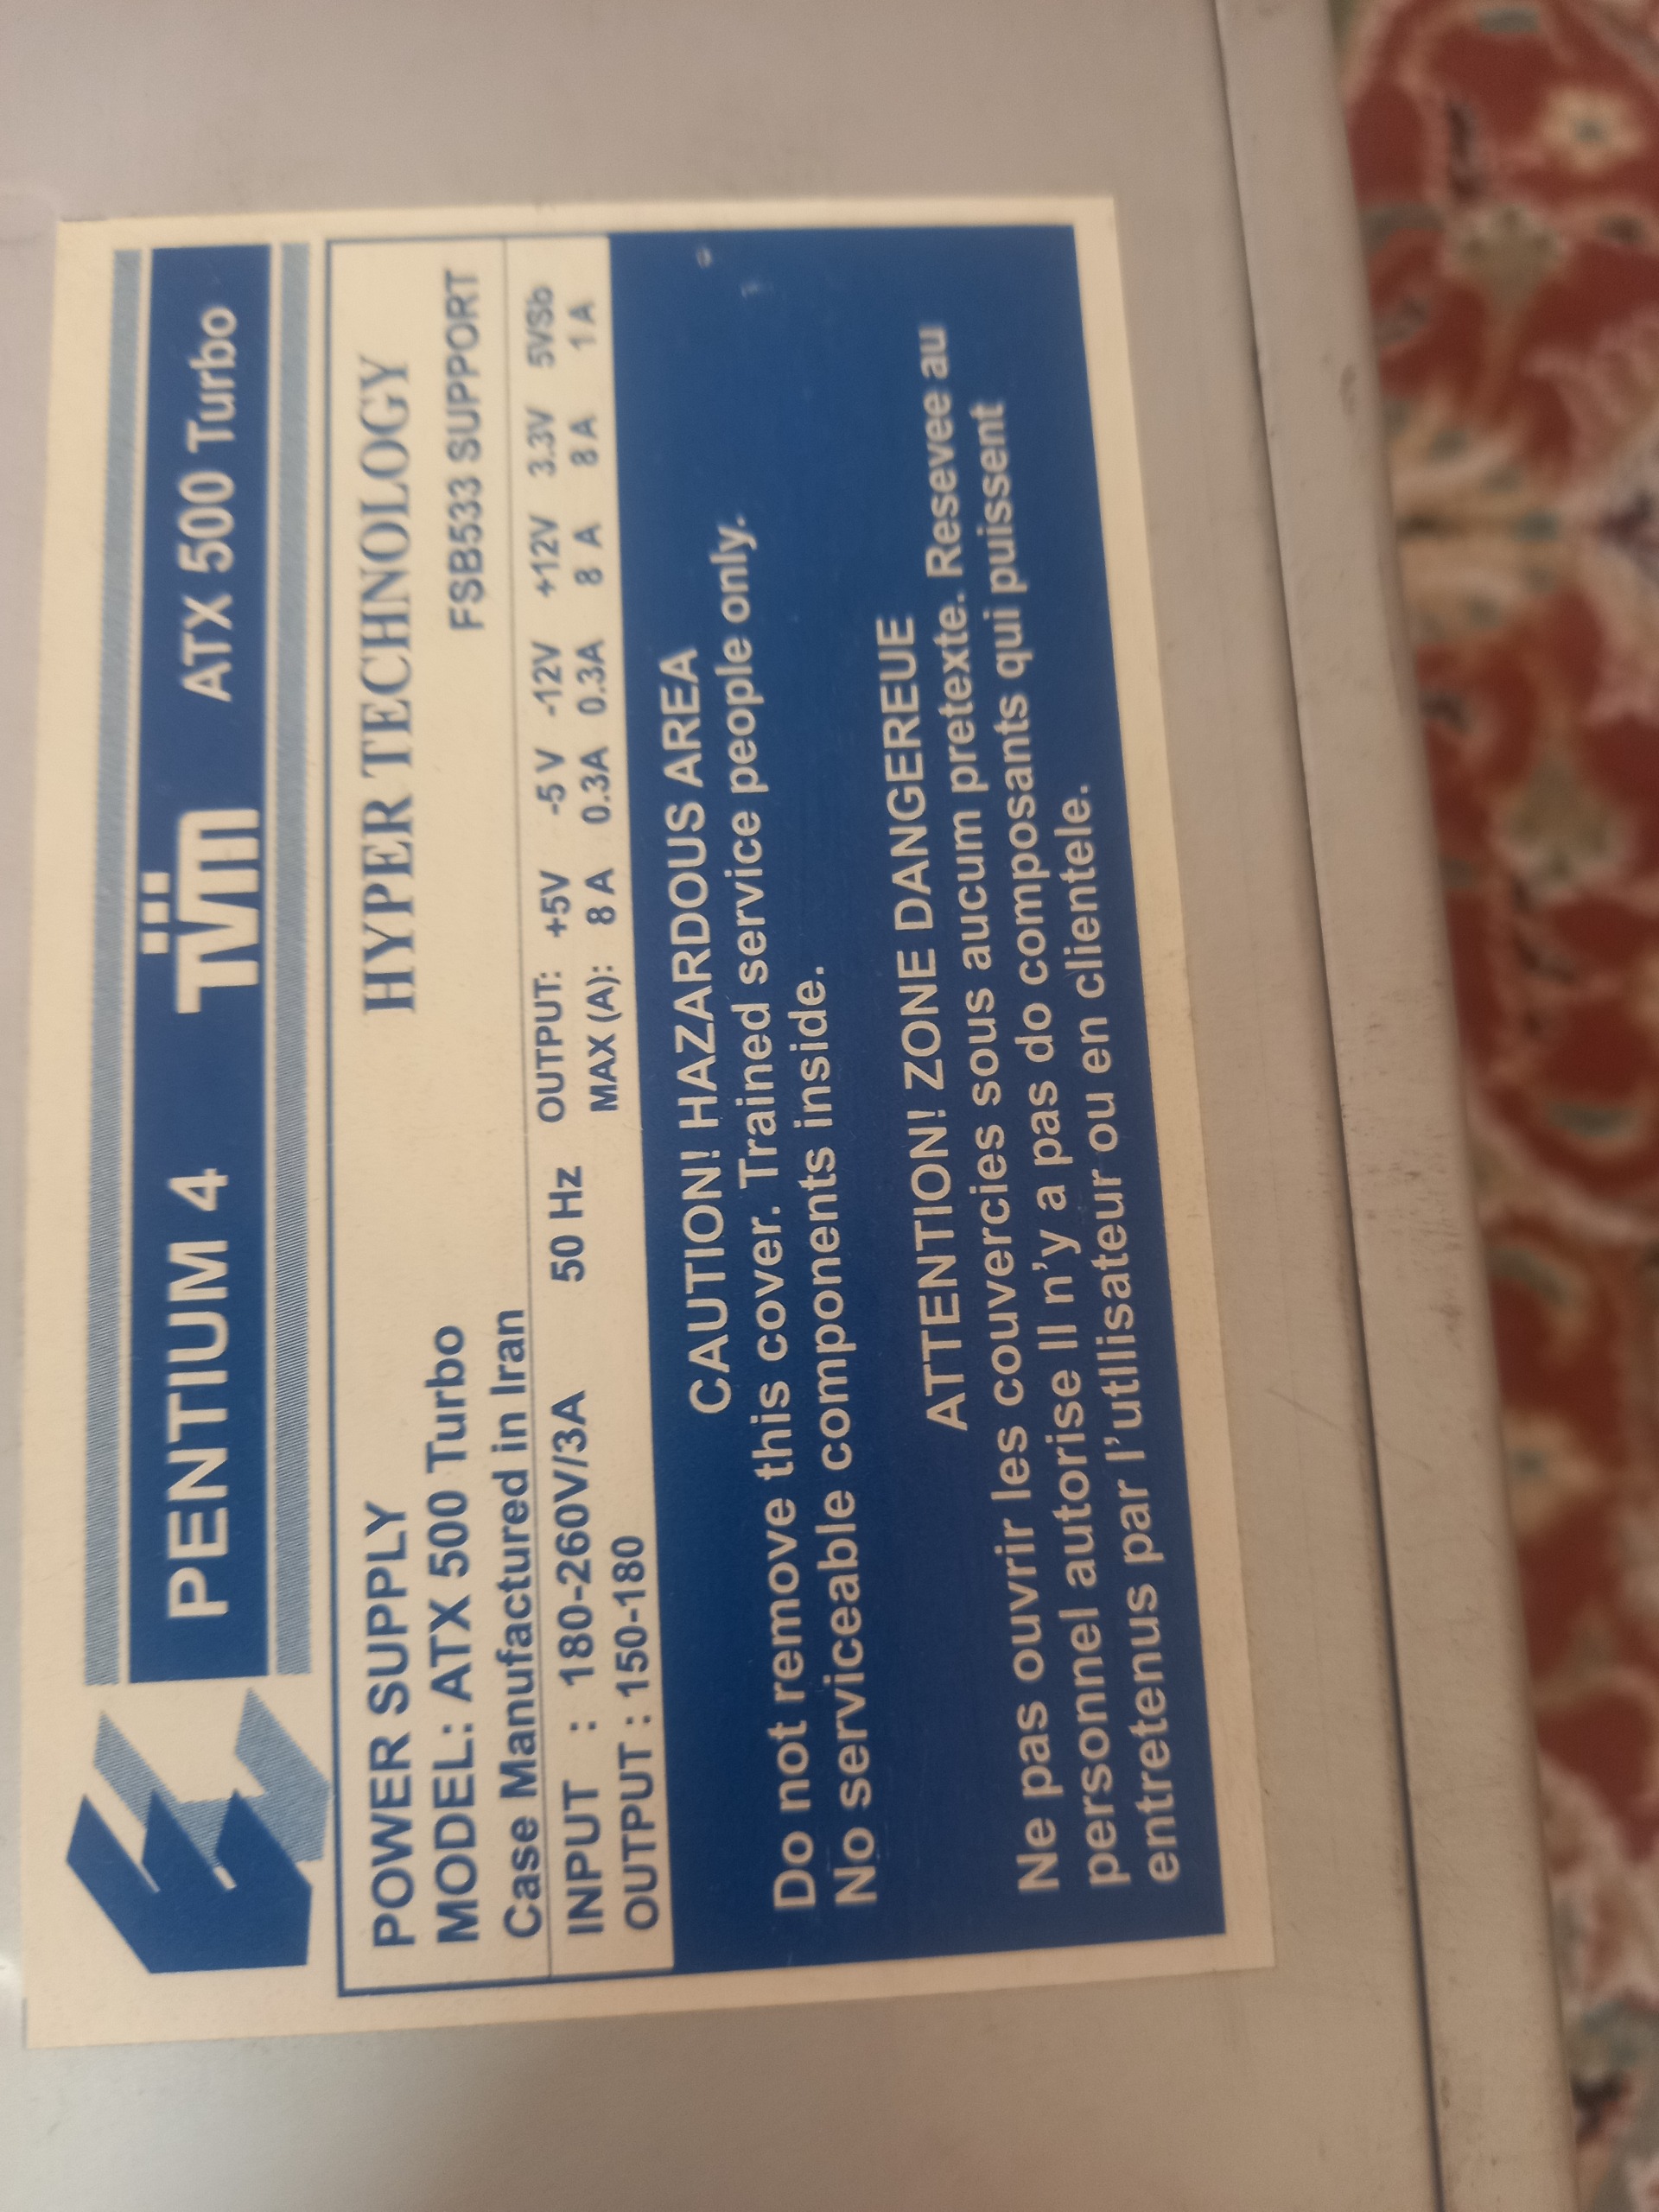 PENTIUM 4 TVM ATX 500 Turbo
POWER SUPPLY
HYPER TECHNOLOGY
MODEL: ATX 500 Turbo
FSB533 SUPPORT
Case Manufactured in Iran
INPUT : 180-260V/3A 50 Hz OUTPUT: +5V -5 V -12V +12V 3.3V 5VSb
OUTPUT : 150-180 MAX (A): 8 A 0.3A 0.3A 8 A 8 A 1 A
CAUTION! HAZARDOUS AREA
Do not remove this cover. Trained service people only.
No serviceable components inside.
ATTENTION! ZONE DANGEREUE
Ne pas ouvrir les couvercies sous aucum pretexte. Resevee au
personnel autorise Il n'y a pas do composants qui puissent
entretenus par l'utllisateur ou en clientele.